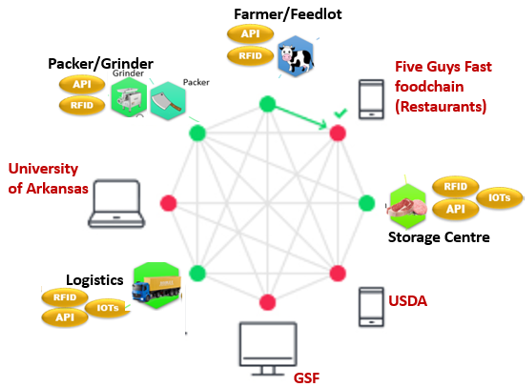 Farmer/Feedlot
API
RFID
Packer/Grinder
API
RFID
Grinder
Packer
Five Guys Fast
foodchain
(Restaurants)
University
of Arkansas
RFID
API
IOTs
Storage Centre
Logistics
RFID
API
IOTs
USDA
GSF